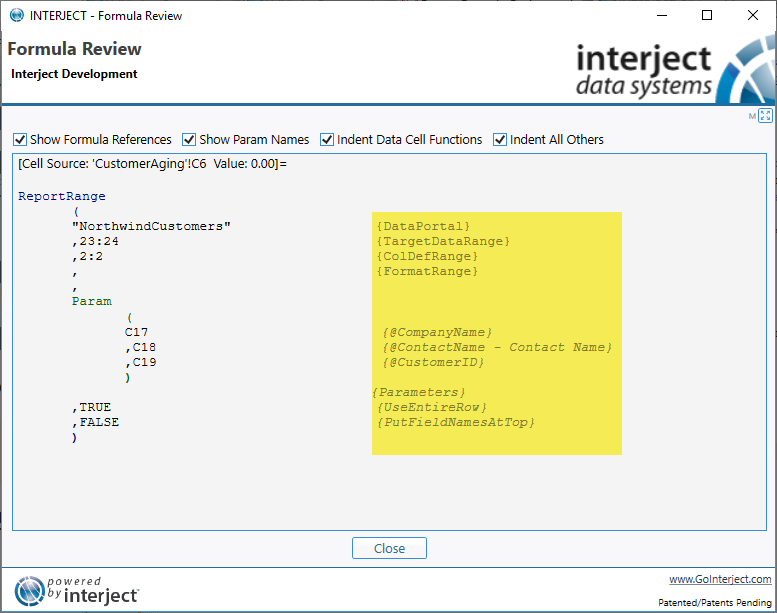 INTERJECT - Formula Review
Formula Review
Interject Development
interject
data systems
M
Show Formula References Show Param Names Indent Data Cell Functions Indent All Others
[Cell Source: 'CustomerAging'!C6  Value: 0.00]=
ReportRange
(
"NorthwindCustomers" {DataPortal}
,23:24 {TargetDataRange}
,2:2 {ColDefRange}
, {FormatRange}
,
Param
(
C17 {@CompanyName}
,C18 {@ContactName - Contact Name}
,C19 {@CustomerID}
)
{Parameters}
,TRUE {UseEntireRow}
,FALSE {PutFieldNamesAtTop}
)
Close
powered
by interject
www.GoInterject.com
Patented/Patents Pending